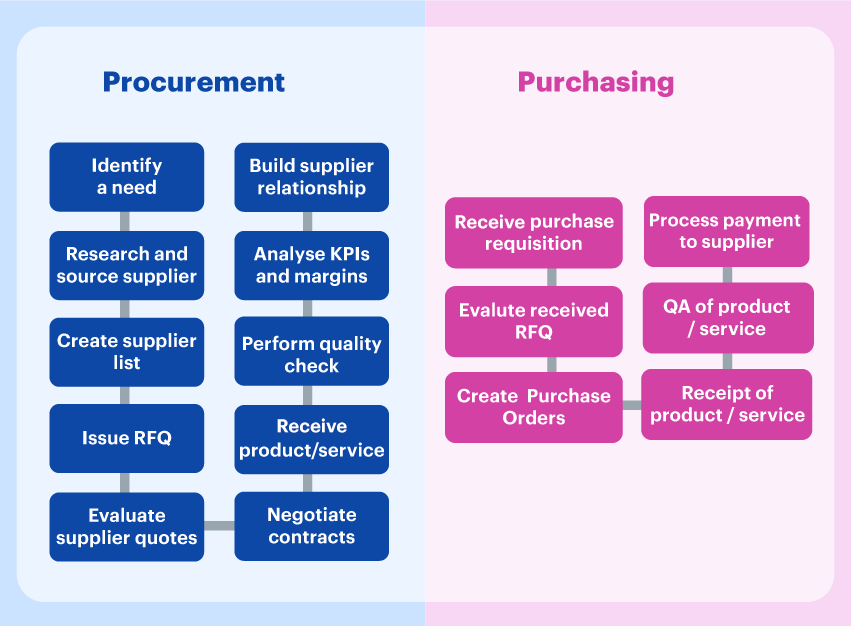 Procurement
Identify
a need
Research and
source supplier
Create supplier
list
Issue RFQ
Evaluate
supplier quotes
Build supplier
relationship
Analyse KPIs
and margins
Perform quality
check
Receive
product/service
Negotiate
contracts
Purchasing
Receive purchase
requisition
Evalute received
RFQ
Create Purchase
Orders
Process payment
to supplier
QA of product
/ service
Receipt of
product / service